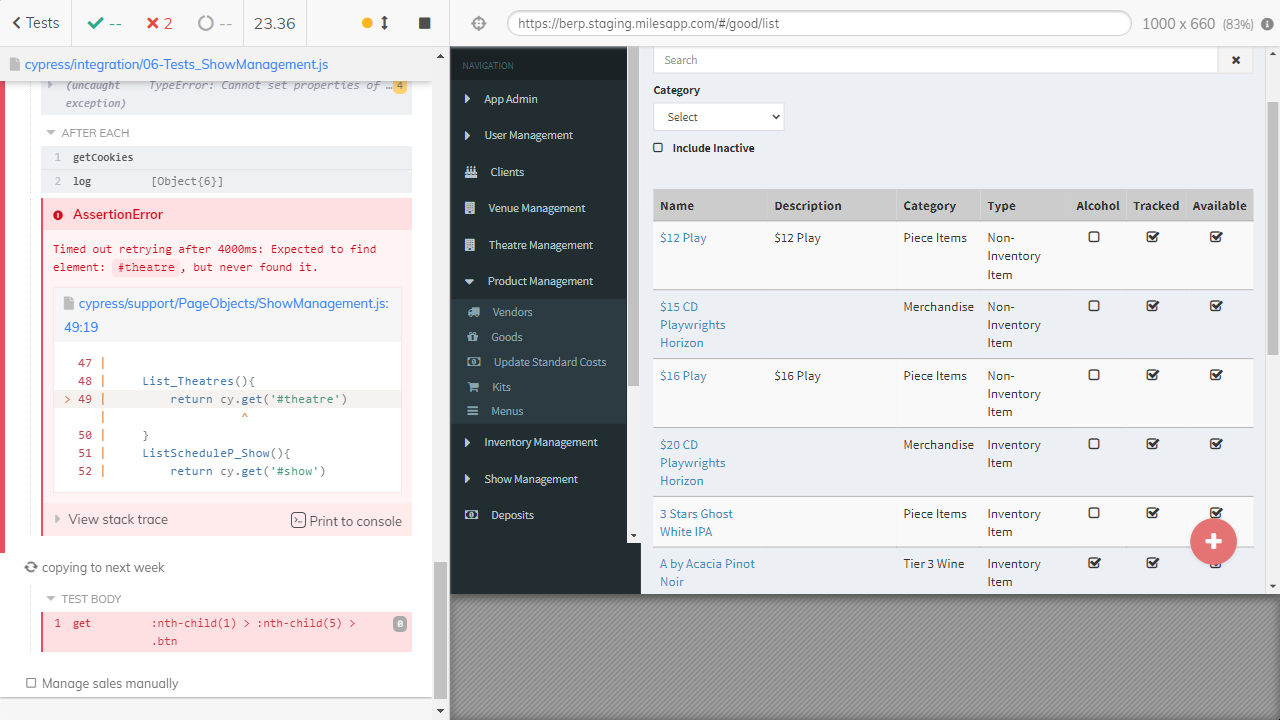 Tests
--
2
--
23.36
https://berp.staging.milesapp.com/#/good/list
1000 x 660 (83%)
cypress/integration/06-Tests_ShowManagement.js
(uncaught exception) TypeError: Cannot set properties of … 4
AFTER EACH
1 getCookies
2 log [Object{6}]
AssertionError
Timed out retrying after 4000ms: Expected to find
element: #theatre, but never found it.
cypress/support/PageObjects/ShowManagement.js:
49:19
47 |
48 | List_Theatres(){
> 49 | return cy.get('#theatre')
| ^
50 | }
51 | ListScheduleP_Show(){
52 | return cy.get('#show')
View stack trace
Print to console
copying to next week
TEST BODY
1 get :nth-child(1) > :nth-child(5) > 0
.btn
Manage sales manually
NAVIGATION
App Admin
User Management
Clients
Venue Management
Theatre Management
Product Management
Vendors
Goods
Update Standard Costs
Kits
Menus
Inventory Management
Show Management
Deposits
Search
Category
Select
Include Inactive
Name Description Category Type Alcohol Tracked Available
$12 Play $12 Play Piece Items Non-
Inventory
Item
$15 CD Merchandise Non-
Playwrights Inventory
Horizon Item
$16 Play $16 Play Piece Items Non-
Inventory
Item
$20 CD Merchandise Inventory
Playwrights Item
Horizon
3 Stars Ghost Piece Items Inventory
White IPA Item
A by Acacia Pinot Tier 3 Wine Inventory
Noir Item